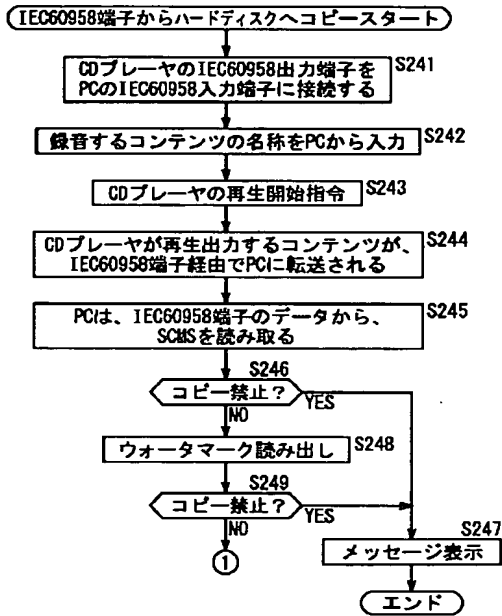 IEC60958端子からハードディスクへコピースタート
S241
CDプレーヤのIEC60958出力端子を
PCのIEC60958入力端子に接続する
録音するコンテンツの名称をPCから入力
S242
CDプレーヤの再生開始指令
S243
S244
CDプレーヤが再生出力するコンテンツが、
IEC60958端子経由でPCに転送される
S245
PCは、IEC60958端子のデータから、
SCMSを読み取る
S246
コピー禁止?
YES
NO
ウォータマーク読み出し
S248
S249
コピー禁止?
YES
NO
S247
メッセージ表示
1
エンド